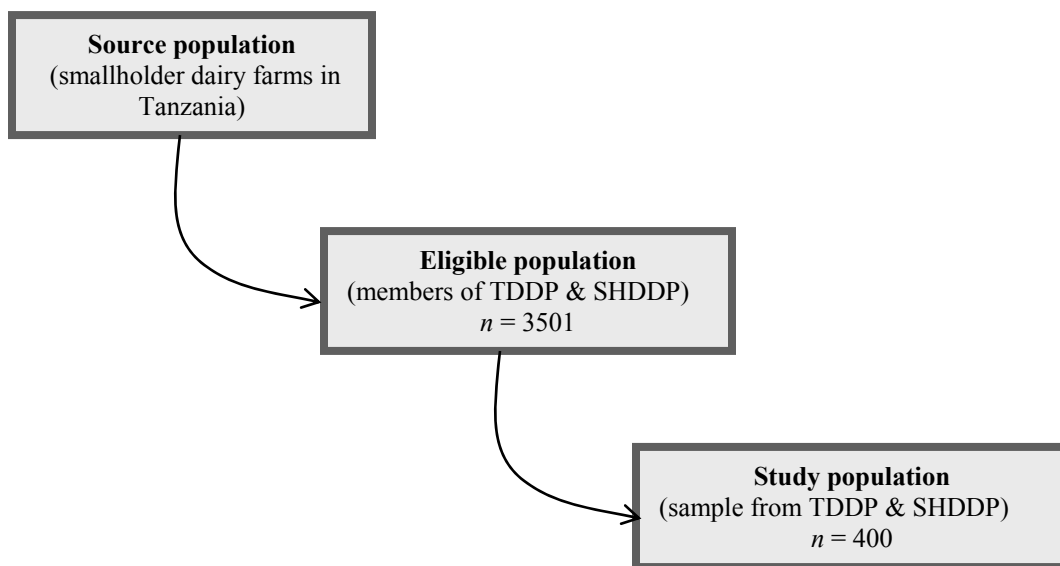 Source population
(smallholder dairy farms in
Tanzania)
Eligible population
(members of TDDP & SHDDP)
n = 3501
Study population
(sample from TDDP & SHDDP)
n = 400